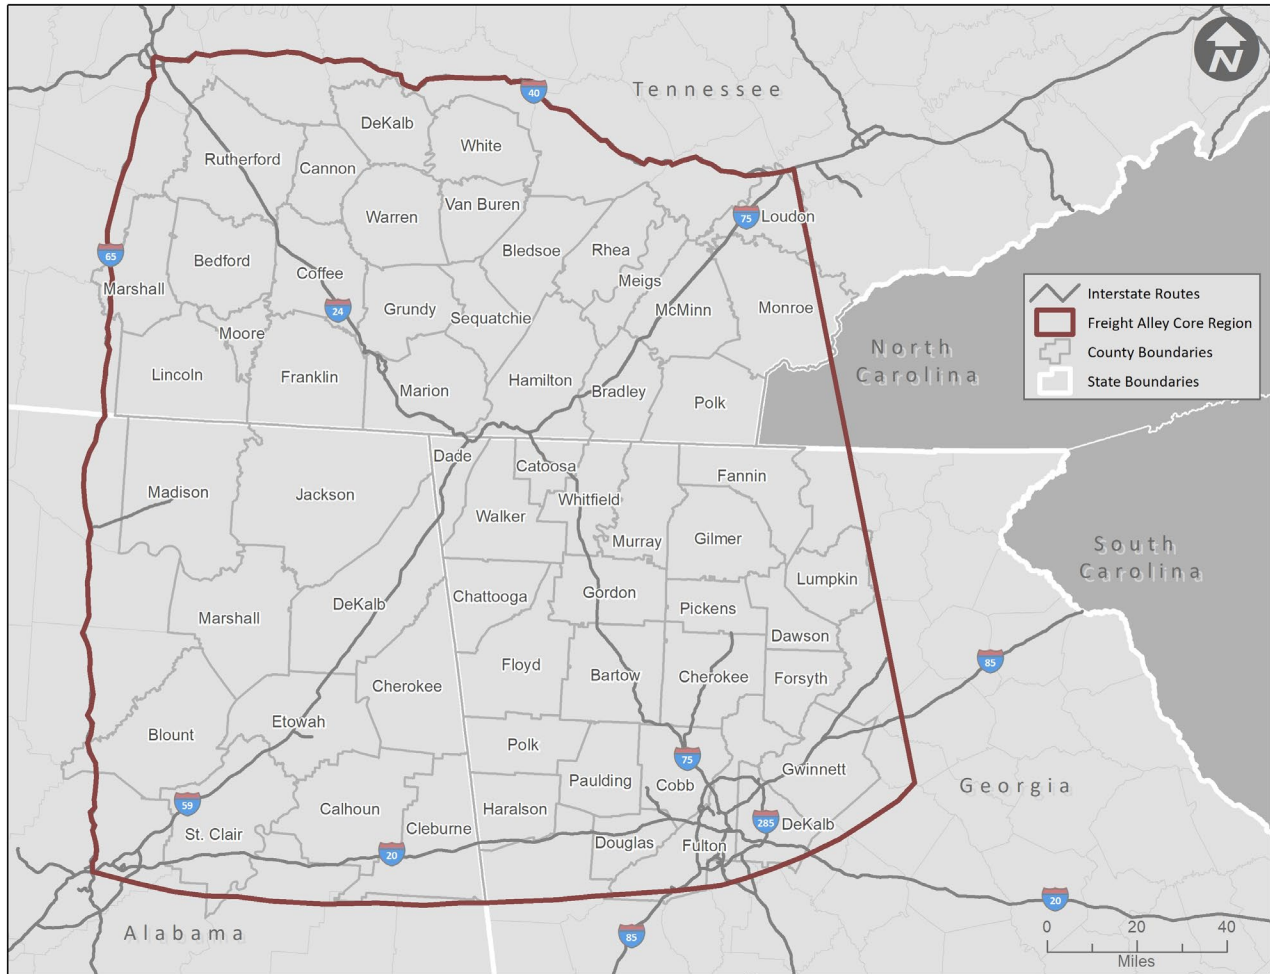 N
Tennessee
40
DeKalb
White
Rutherford
Cannon
Van Buren
Warren
75
Loudon
65
Bedford
Bledsoe
Rhea
Coffee
Meigs
Marshall
24
Grundy
Sequatchie
McMinn
Monroe
Moore
Interstate Routes
Freight Alley Core Region
County Boundaries
State Boundaries
North
Carolina
Lincoln
Franklin
Marion
Hamilton
Bradley
Polk
Dade
Catoosa
Fannin
Madison
Jackson
Whitfield
Walker
Murray
Gilmer
South
Carolina
Lumpkin
Marshall
DeKalb
Chattooga
Gordon
Pickens
Dawson
85
Floyd
Bartow
Cherokee
Forsyth
Cherokee
Etowah
Blount
Polk
75
Gwinnett
Paulding
Cobb
Georgia
59
Calhoun
Haralson
285
DeKalb
St. Clair
Cleburne
Douglas
Fulton
20
20
Alabama
85
0 20 40
Miles